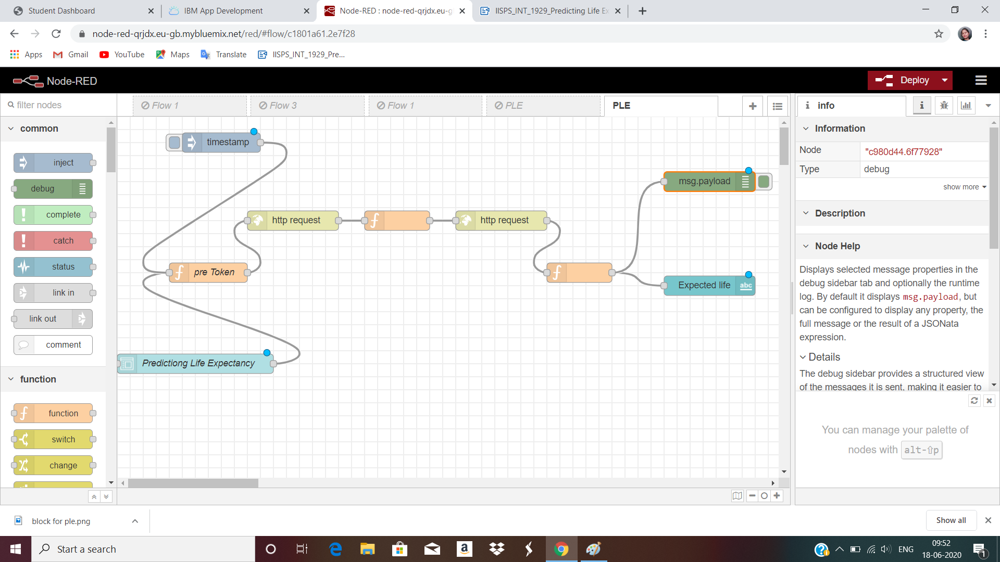 Student Dashboard
IBM App Development
Node-RED : node-red-qrjdx.eu-g
IISPS_INT_1929_Predicting Life Ex
node-red-qrjdx.eu-gb.mybluemix.net/red/#flow/c1801a61.2e7f28
Apps
Gmail
YouTube
Maps
Translate
IISPS_INT_1929_Pre...
Node-RED
Deploy
filter nodes
Flow 1
Flow 3
Flow 1
PLE
PLE
info
common
inject
debug
complete
catch
status
link in
link out
comment
function
function
switch
change
timestamp
http request
http request
pre Token
Predictiong Life Expectancy
msg.payload
Expected life
abc
Information
Node
"c980d44.6f77928"
Type
debug
show more
Description
Node Help
Displays selected message properties in the
debug sidebar tab and optionally the runtime
log. By default it displays msg.payload, but
can be configured to display any property, the
full message or the result of a JSONata
expression.
Details
The debug sidebar provides a structured view
of the messages it is sent, making it easier to
You can manage your palette of
nodes with alt-⇧p
block for ple.png
Show all
Start a search
ENG
09:52
18-06-2020
1